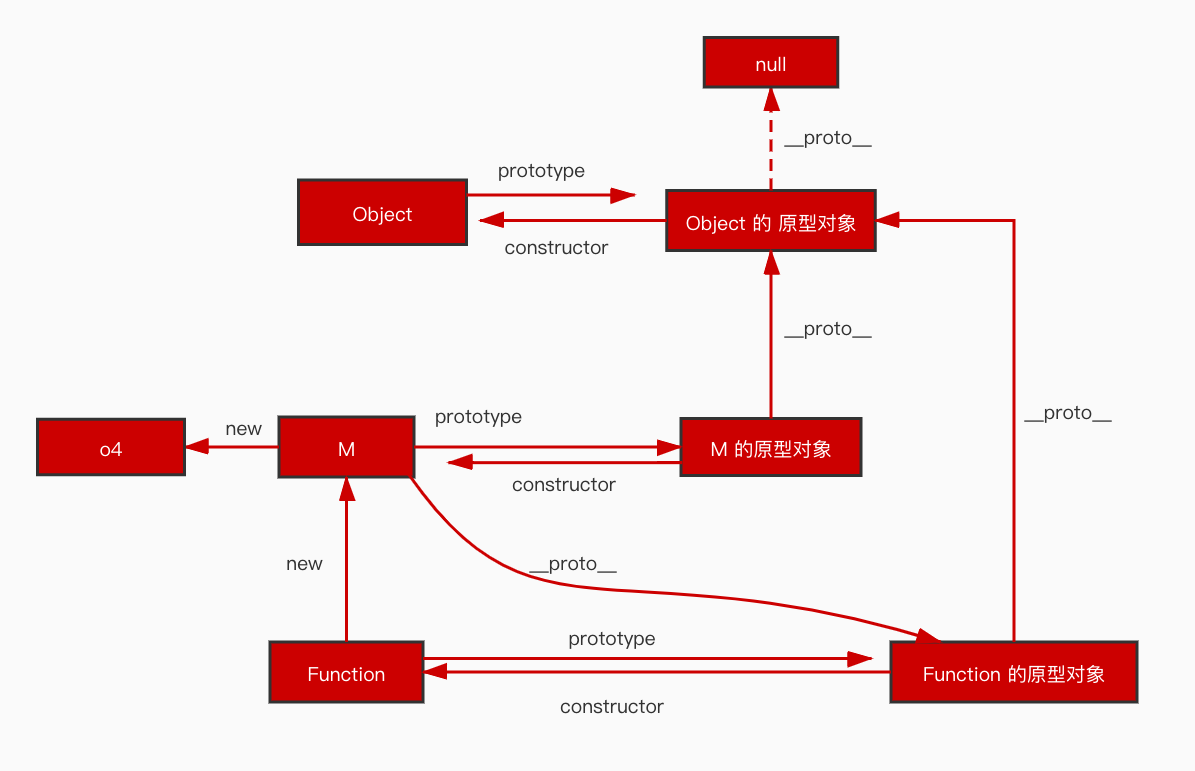 null
__proto__
prototype
Object
Object 的 原型对象
constructor
__proto__
prototype
__proto__
new
o4
M
M 的原型对象
constructor
new
__proto__
prototype
Function
Function 的原型对象
constructor